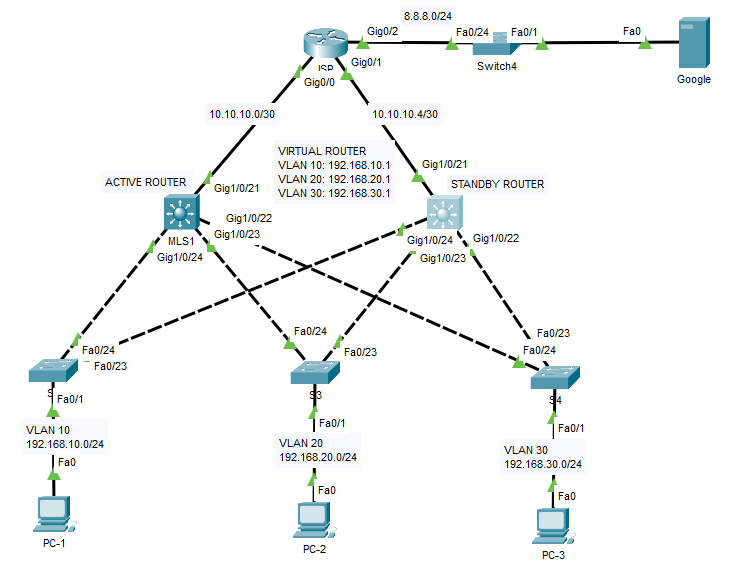 8.8.8.0/24
Gig0/2
Fa0/24
Fa0/1
Fa0
ISP
Gig0/1
Switch4
Google
Gig0/0
10.10.10.0/30
10.10.10.4/30
VIRTUAL ROUTER
VLAN 10: 192.168.10.1
VLAN 20: 192.168.20.1
VLAN 30: 192.168.30.1
Gig1/0/21
Gig1/0/21
ACTIVE ROUTER
STANDBY ROUTER
Gig1/0/22
Gig1/0/23
MLS1
Gig1/0/24
Gig1/0/24
Gig1/0/22
Gig1/0/23
Fa0/24
Fa0/23
Fa0/24
Fa0/23
Fa0/23
Fa0/24
Fa0/1
S3
S4
Fa0/1
Fa0/1
VLAN 10
192.168.10.0/24
VLAN 20
192.168.20.0/24
VLAN 30
192.168.30.0/24
Fa0
Fa0
Fa0
PC-1
PC-2
PC-3